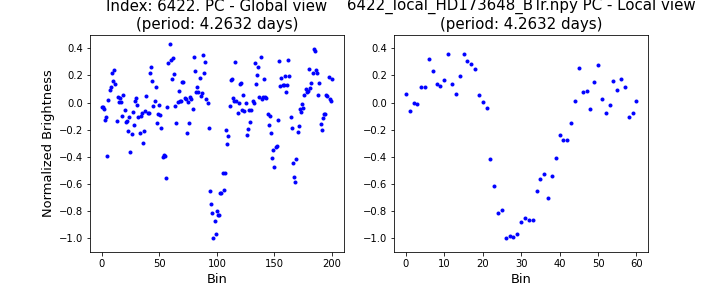 Index: 6422. PC - Global view
(period: 4.2632 days)
6422_local_HD173648_BTr.npy PC - Local view
(period: 4.2632 days)
Normalized Brightness
0.4
0.2
0.0
−0.2
−0.4
−0.6
−0.8
−1.0
0 50 100 150 200
Bin
0.4
0.2
0.0
−0.2
−0.4
−0.6
−0.8
−1.0
0 10 20 30 40 50 60
Bin